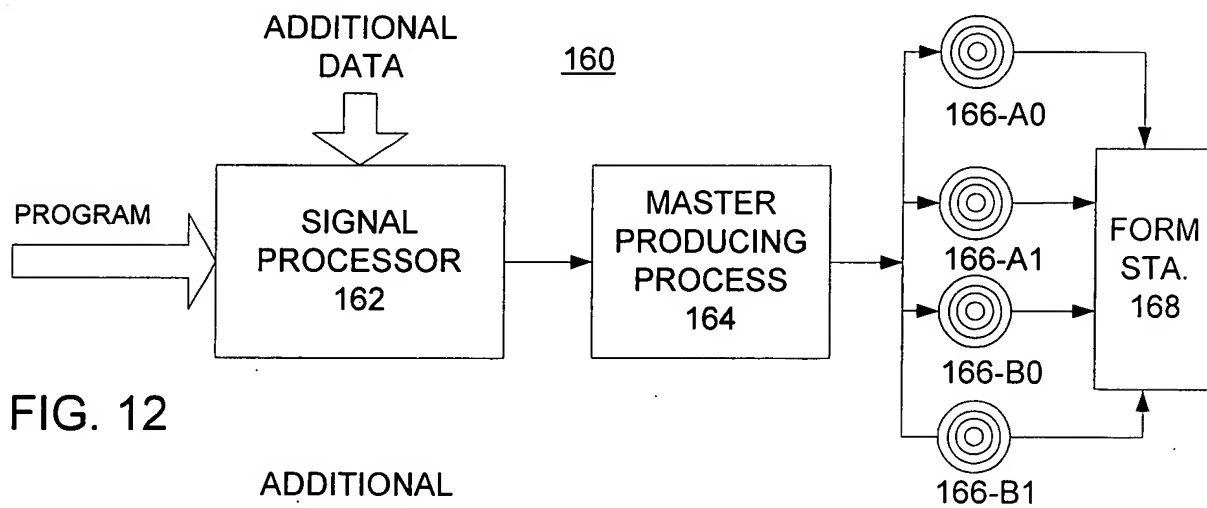 ADDITIONAL
DATA
160
PROGRAM
SIGNAL
PROCESSOR
162
MASTER
PRODUCING
PROCESS
164
166-A0
166-A1
166-B0
166-B1
FORM
STA.
168
FIG. 12
ADDITIONAL